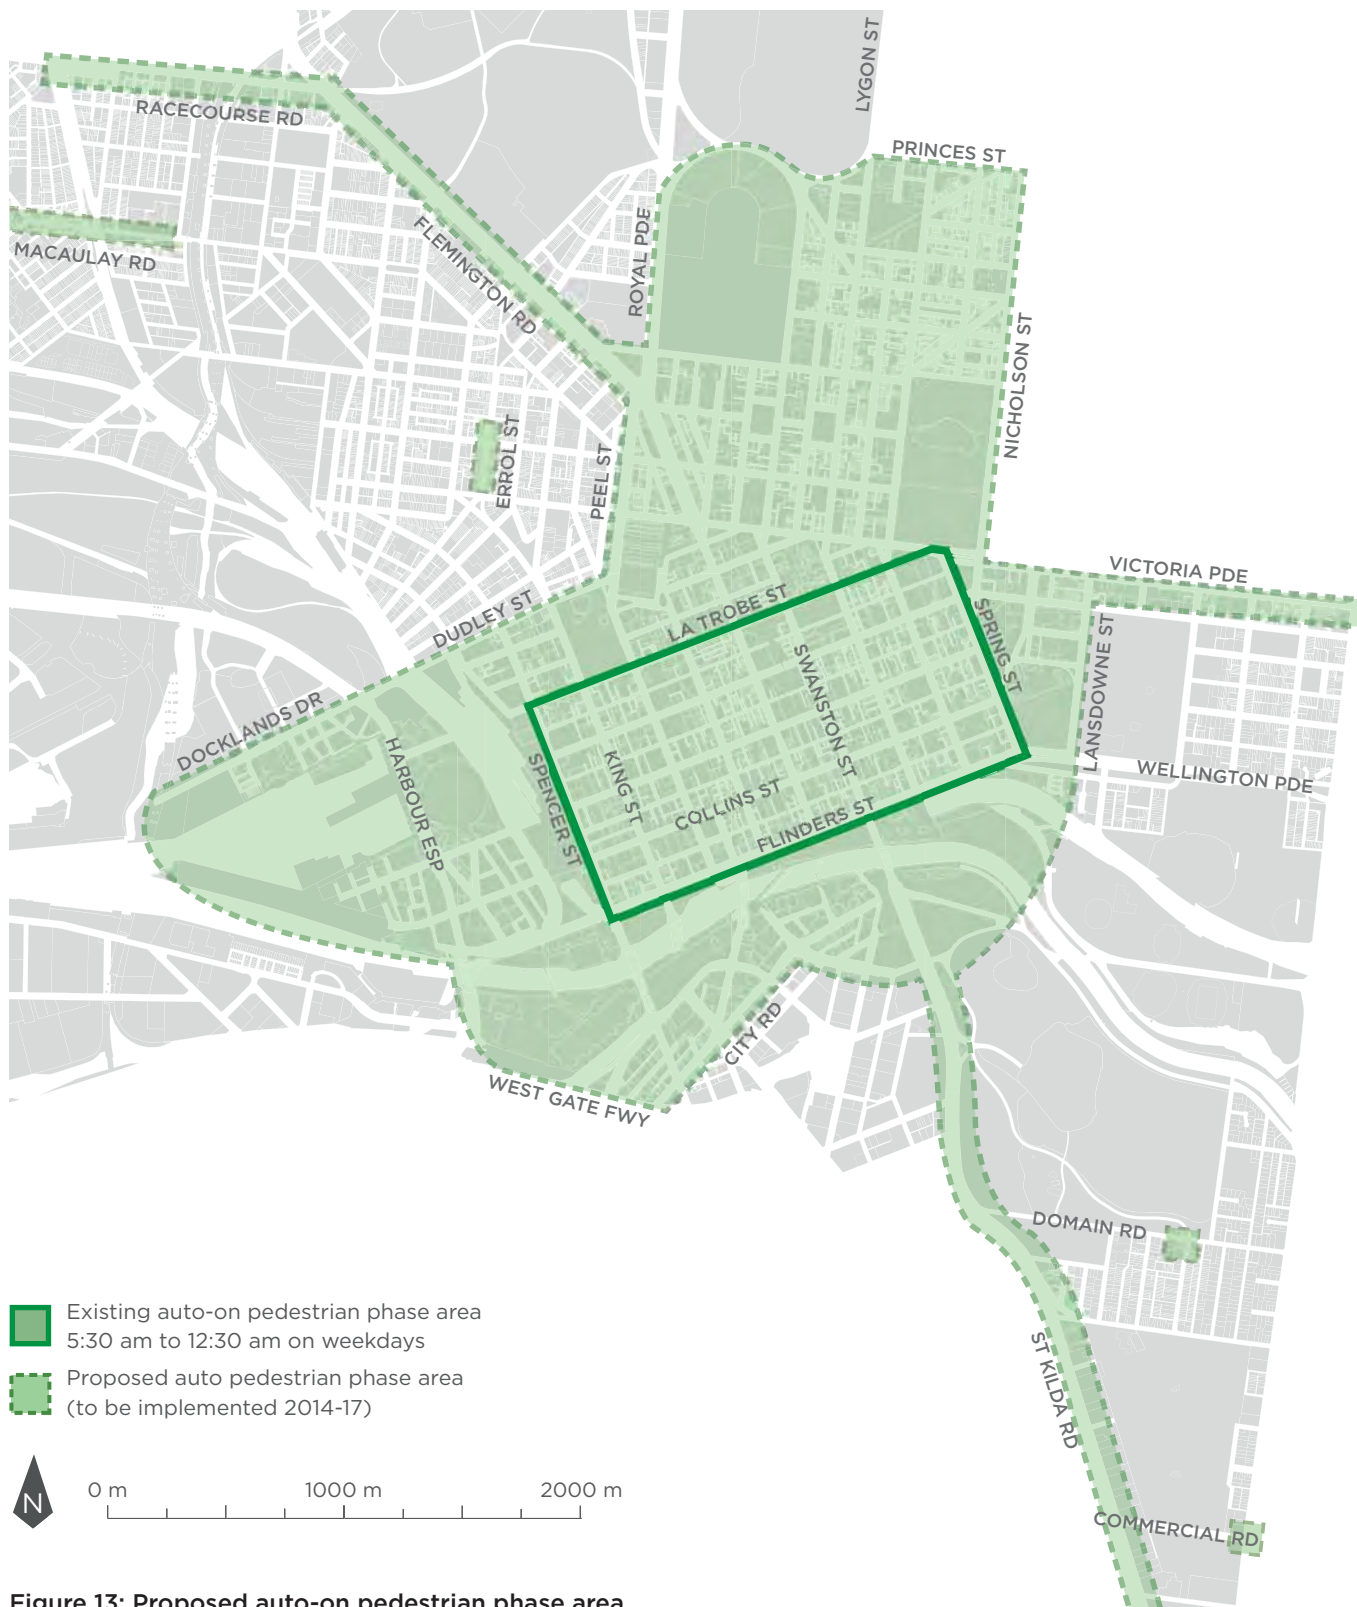 LYGON ST
PRINCES ST
RACECOURSE RD
MACAULAY RD
FLEMINGTON RD
ROYAL PDE
NICHOLSON ST
ERROL ST
PEEL ST
VICTORIA PDE
DUDLEY ST
LA TROBE ST
SPRING ST
LANSDOWNE ST
SWANSTON ST
DOCKLANDS DR
HARBOUR ESP
SPENCER ST
KING ST
COLLINS ST
FLINDERS ST
WELLINGTON PDE
CITY RD
WEST GATE FWY
DOMAIN RD
ST KILDA RD
COMMERCIAL RD
Existing auto-on pedestrian phase area
5:30 am to 12:30 am on weekdays
Proposed auto pedestrian phase area
(to be implemented 2014-17)
N
0 m 1000 m 2000 m
Figure 13: Proposed auto-on pedestrian phase area